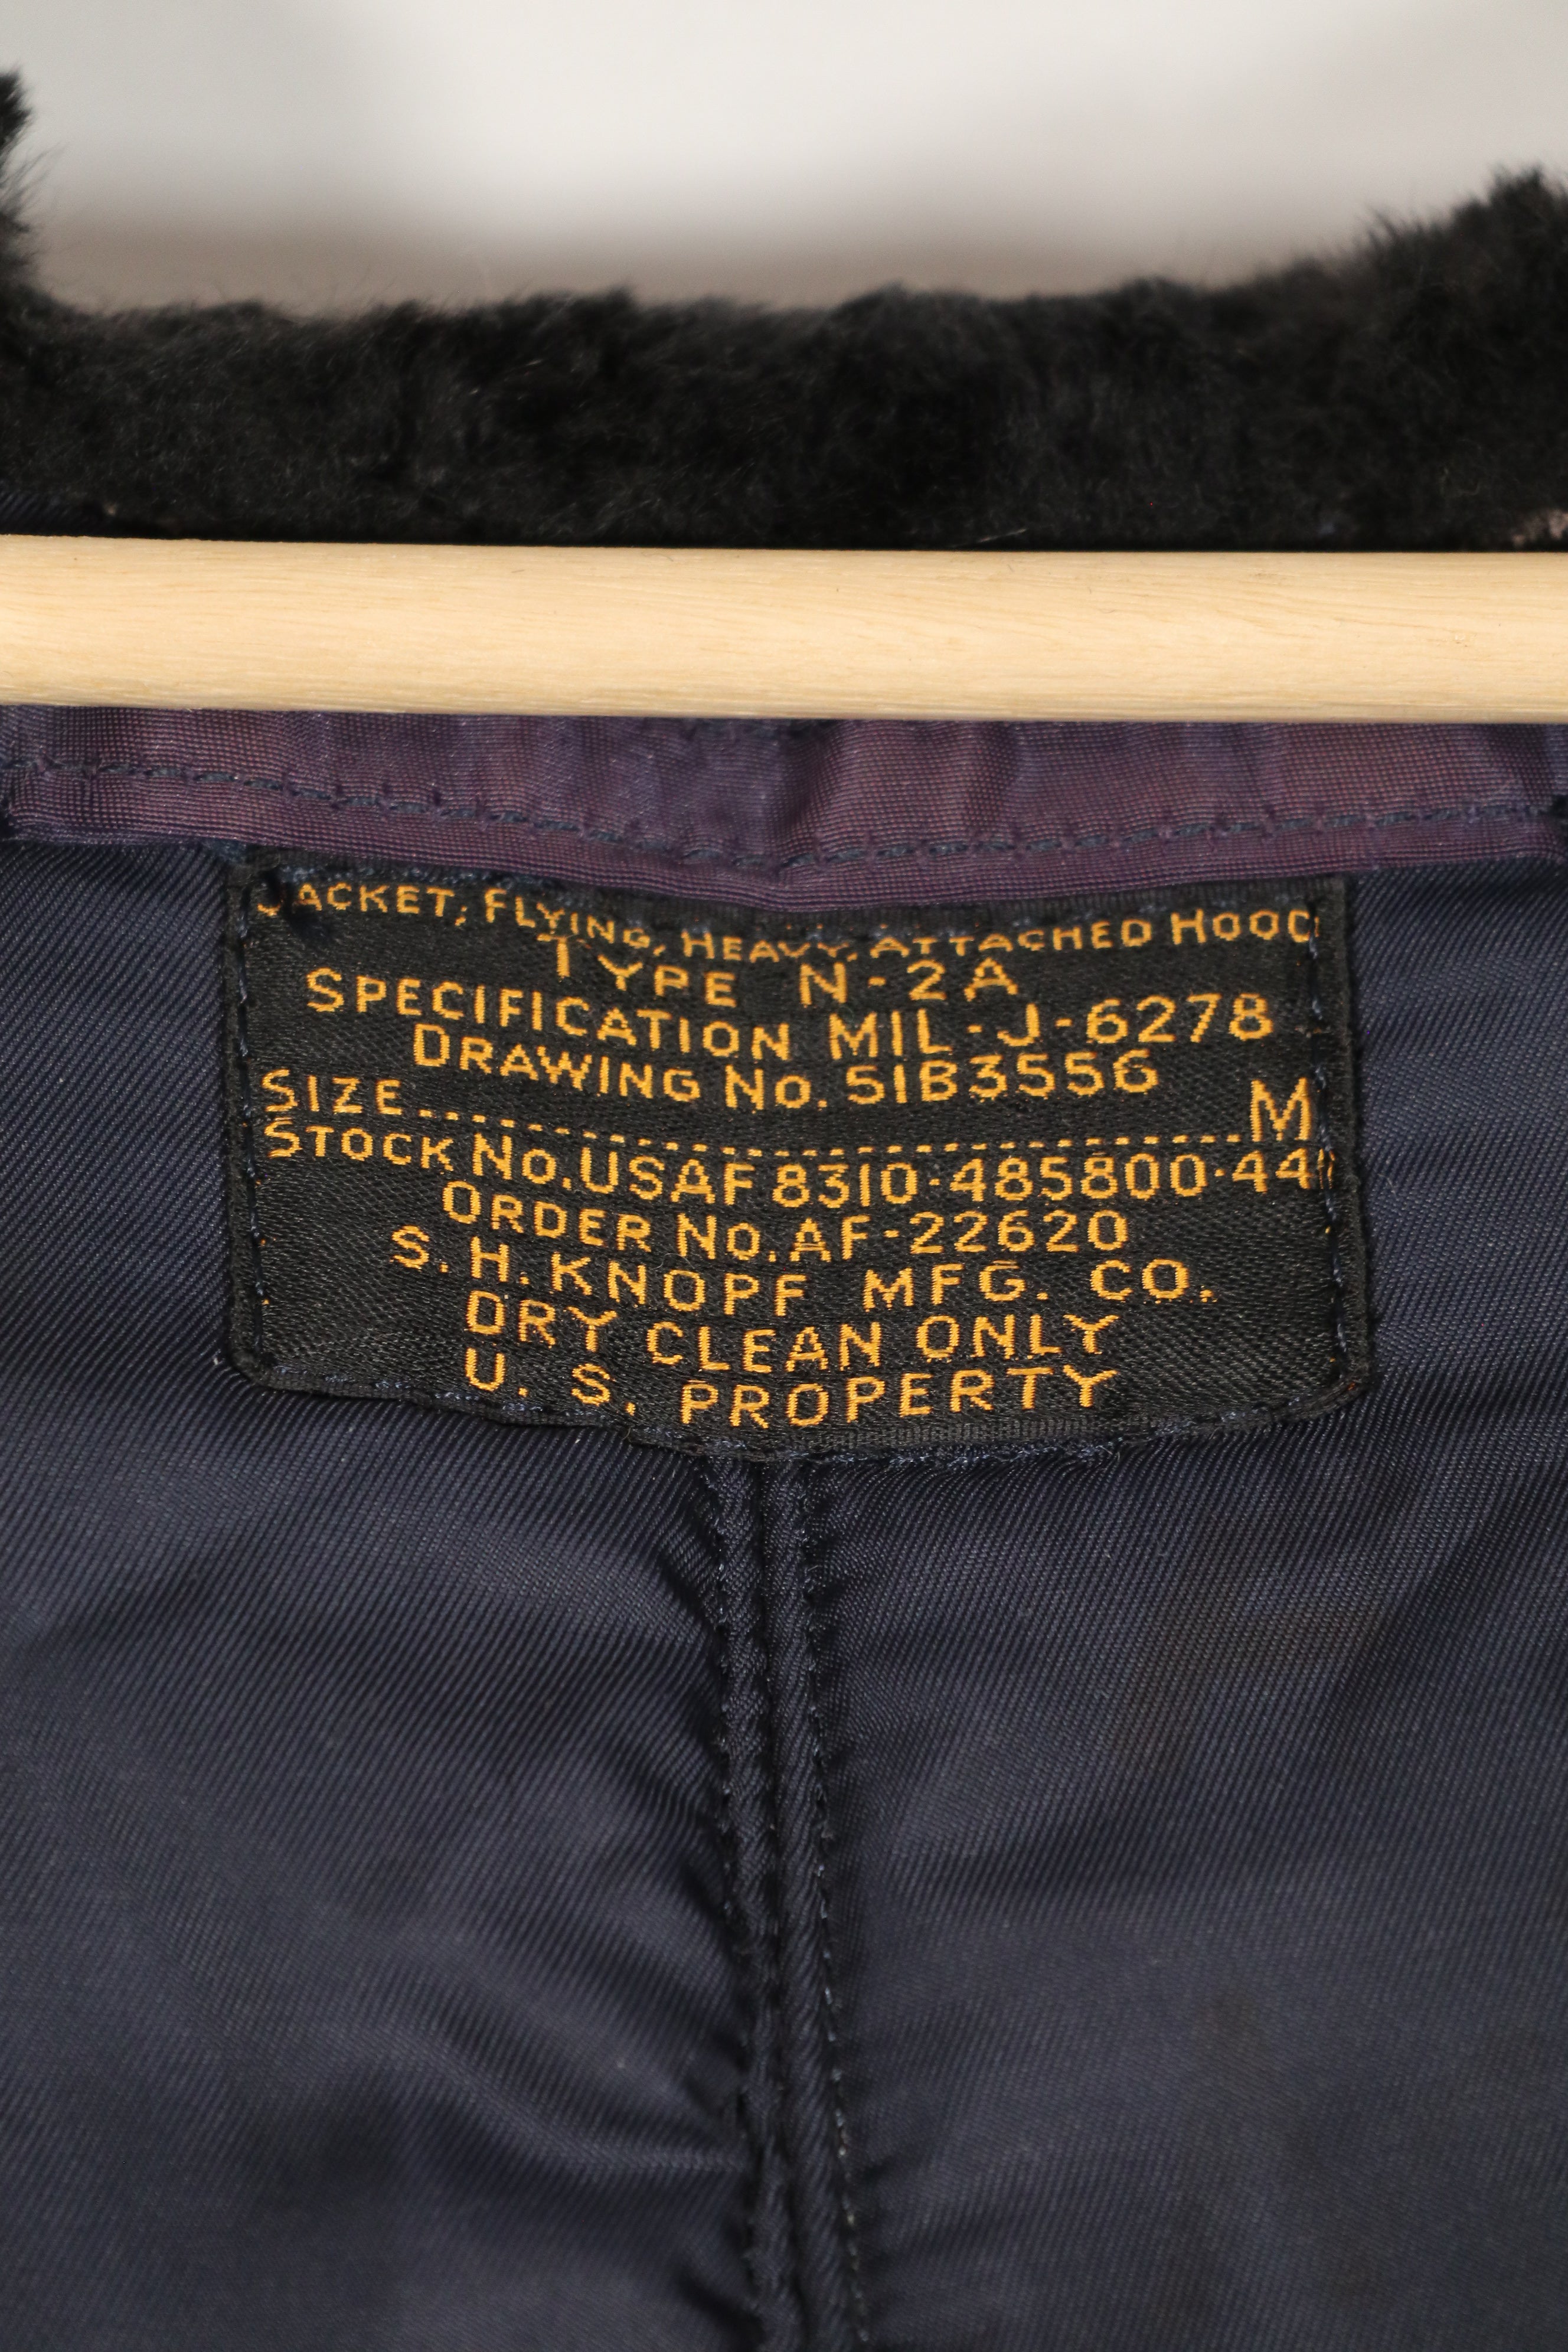 JACKET, FLYING, HEAVY, ATTACHED HOOD
TYPE N-2A
SPECIFICATION MIL-J-6278
DRAWING No. 51B3556
SIZE........................................M
STOCK No. USAF 8310-485800-44
ORDER No. AF-22620
S. H. KNOPF MFG. CO.
DRY CLEAN ONLY
U. S. PROPERTY